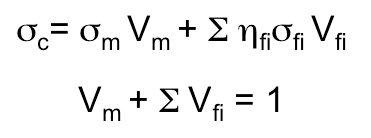 σc= σm Vm + Σ ηfiσfi Vfi
Vm + Σ Vfi = 1